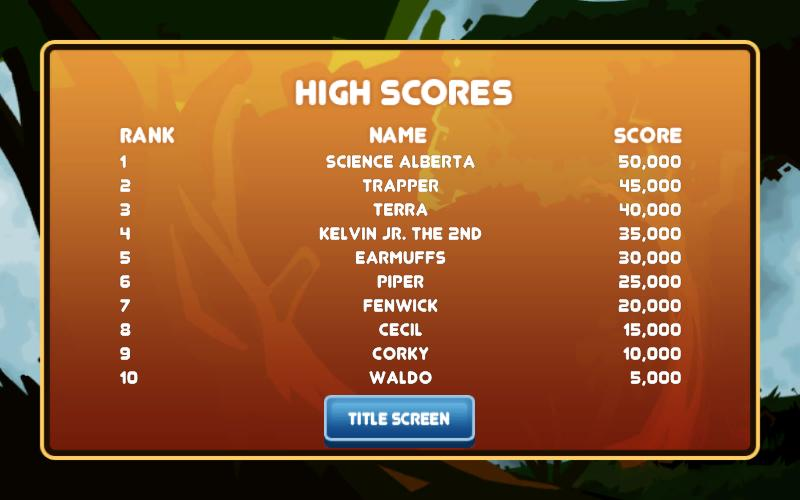 HIGH SCORES
RANK NAME SCORE
1 SCIENCE ALBERTA 50,000
2 TRAPPER 45,000
3 TERRA 40,000
4 KELVIN JR. THE 2ND 35,000
5 EARMUFFS 30,000
6 PIPER 25,000
7 FENWICK 20,000
8 CECIL 15,000
9 CORKY 10,000
10 WALDO 5,000
TITLE SCREEN